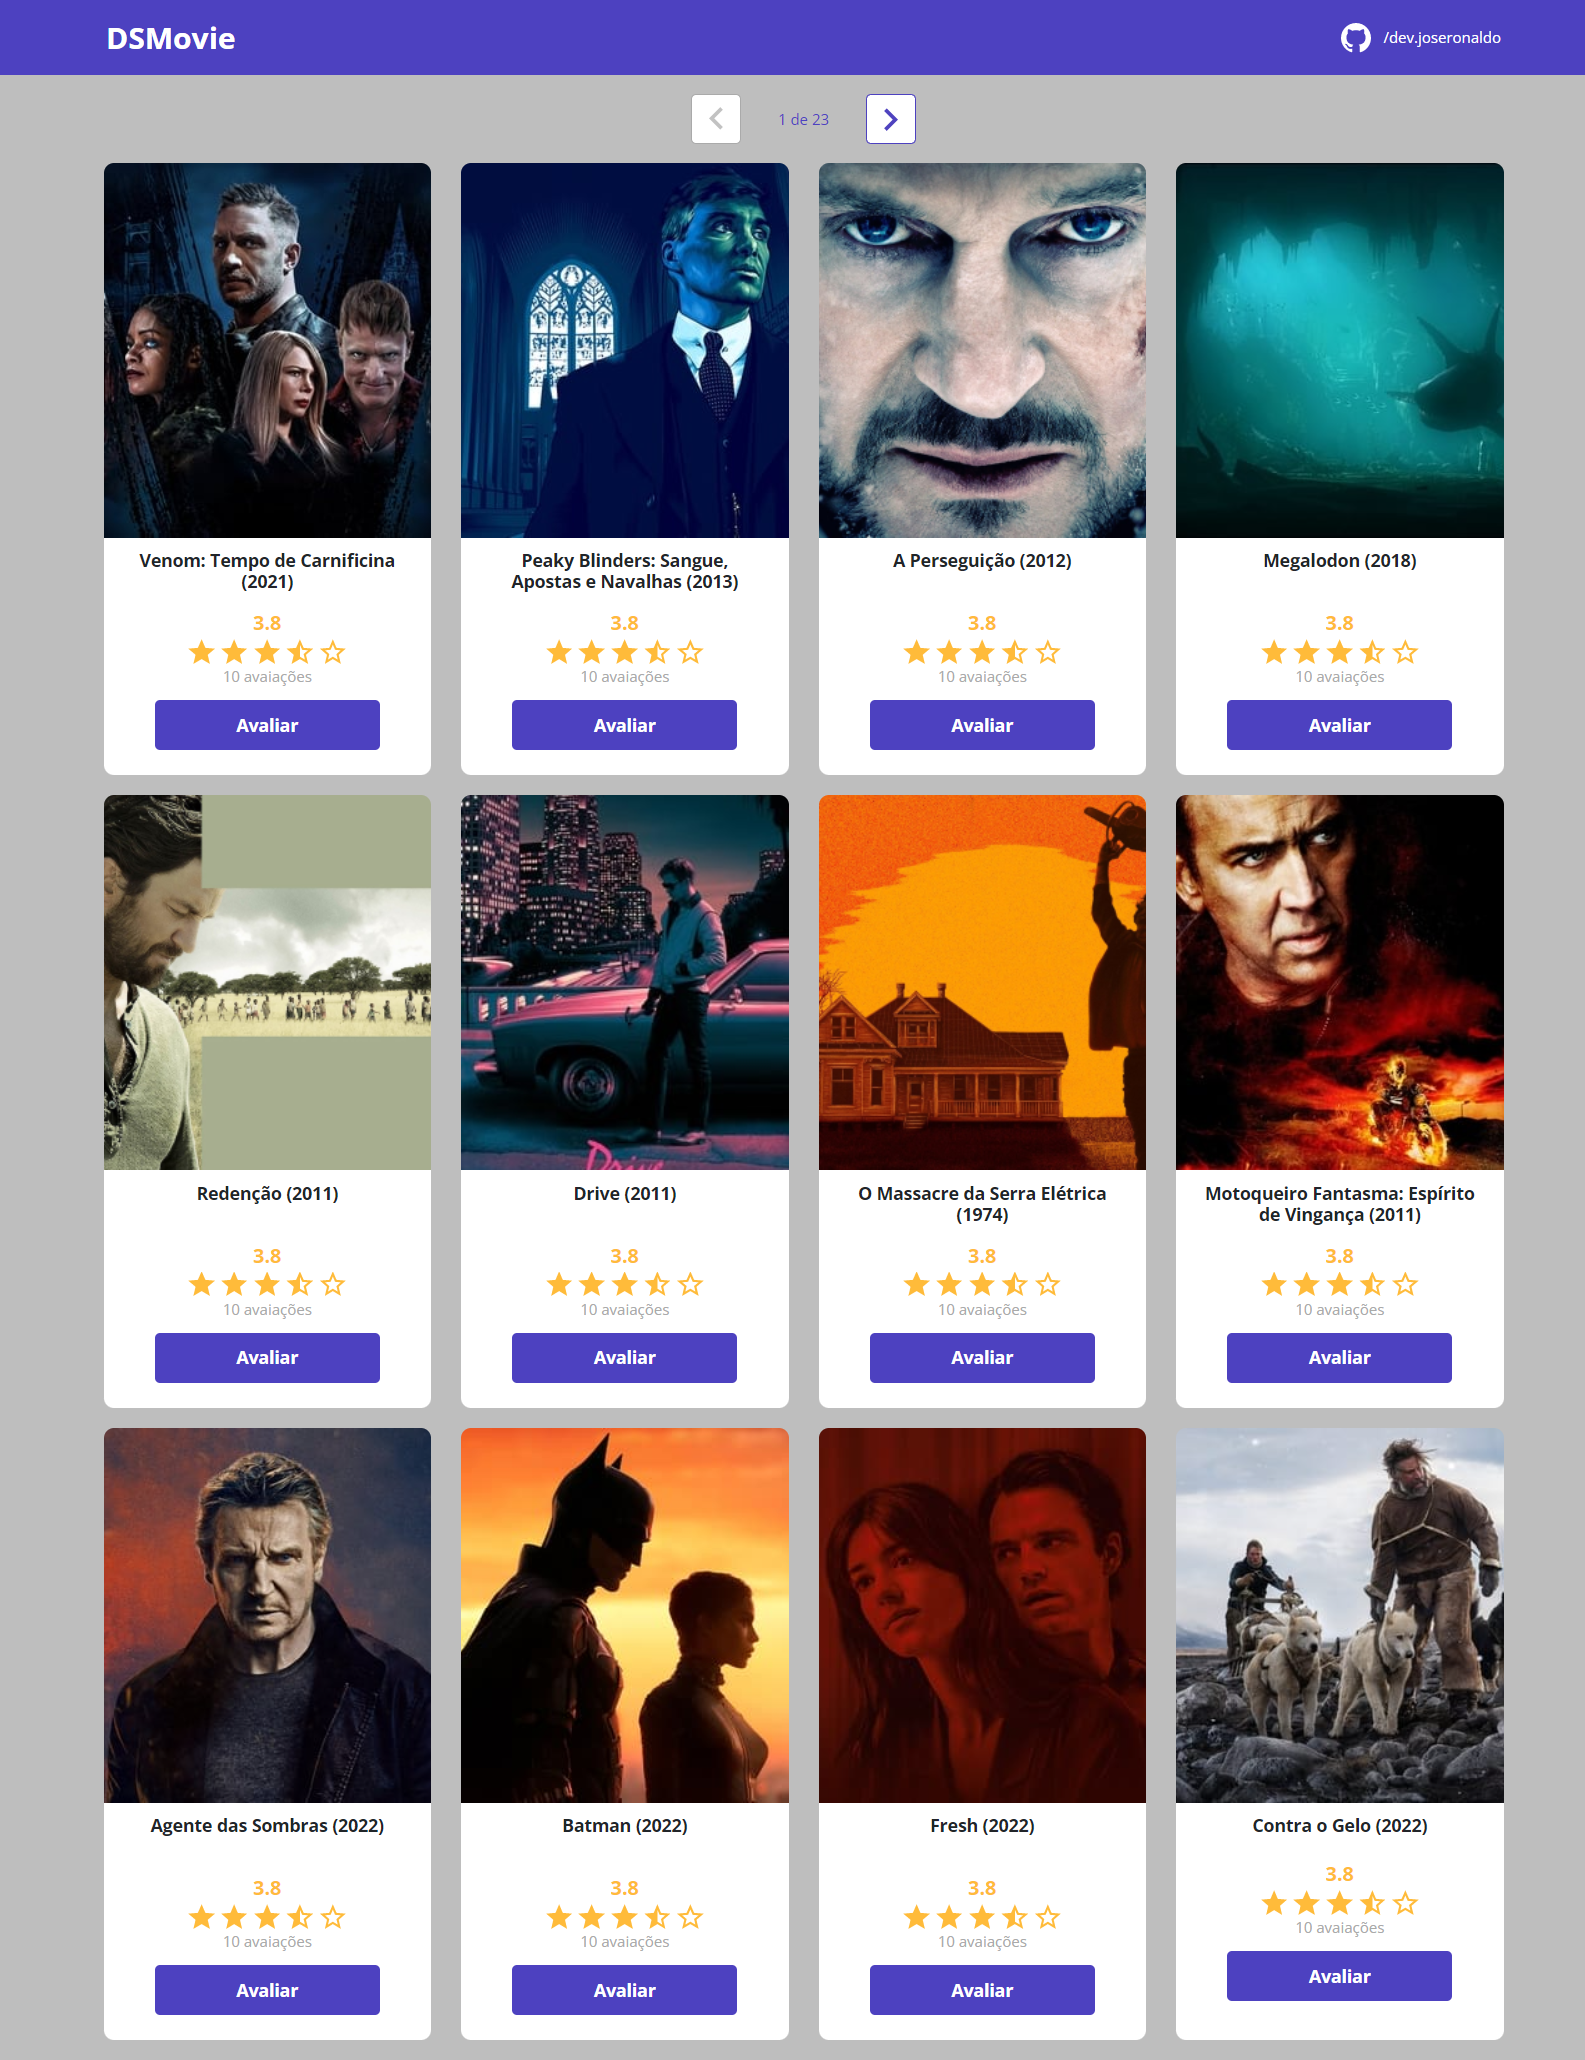 DSMovie
/dev.joseronaldo
1 de 23
Venom: Tempo de Carnificina
(2021)
3.8
10 avaiações
Avaliar
Peaky Blinders: Sangue,
Apostas e Navalhas (2013)
3.8
10 avaiações
Avaliar
A Perseguição (2012)
3.8
10 avaiações
Avaliar
Megalodon (2018)
3.8
10 avaiações
Avaliar
Redenção (2011)
3.8
10 avaiações
Avaliar
Drive
Drive (2011)
3.8
10 avaiações
Avaliar
O Massacre da Serra Elétrica
(1974)
3.8
10 avaiações
Avaliar
Motoqueiro Fantasma: Espírito
de Vingança (2011)
3.8
10 avaiações
Avaliar
Agente das Sombras (2022)
3.8
10 avaiações
Avaliar
Batman (2022)
3.8
10 avaiações
Avaliar
Fresh (2022)
3.8
10 avaiações
Avaliar
Contra o Gelo (2022)
3.8
10 avaiações
Avaliar